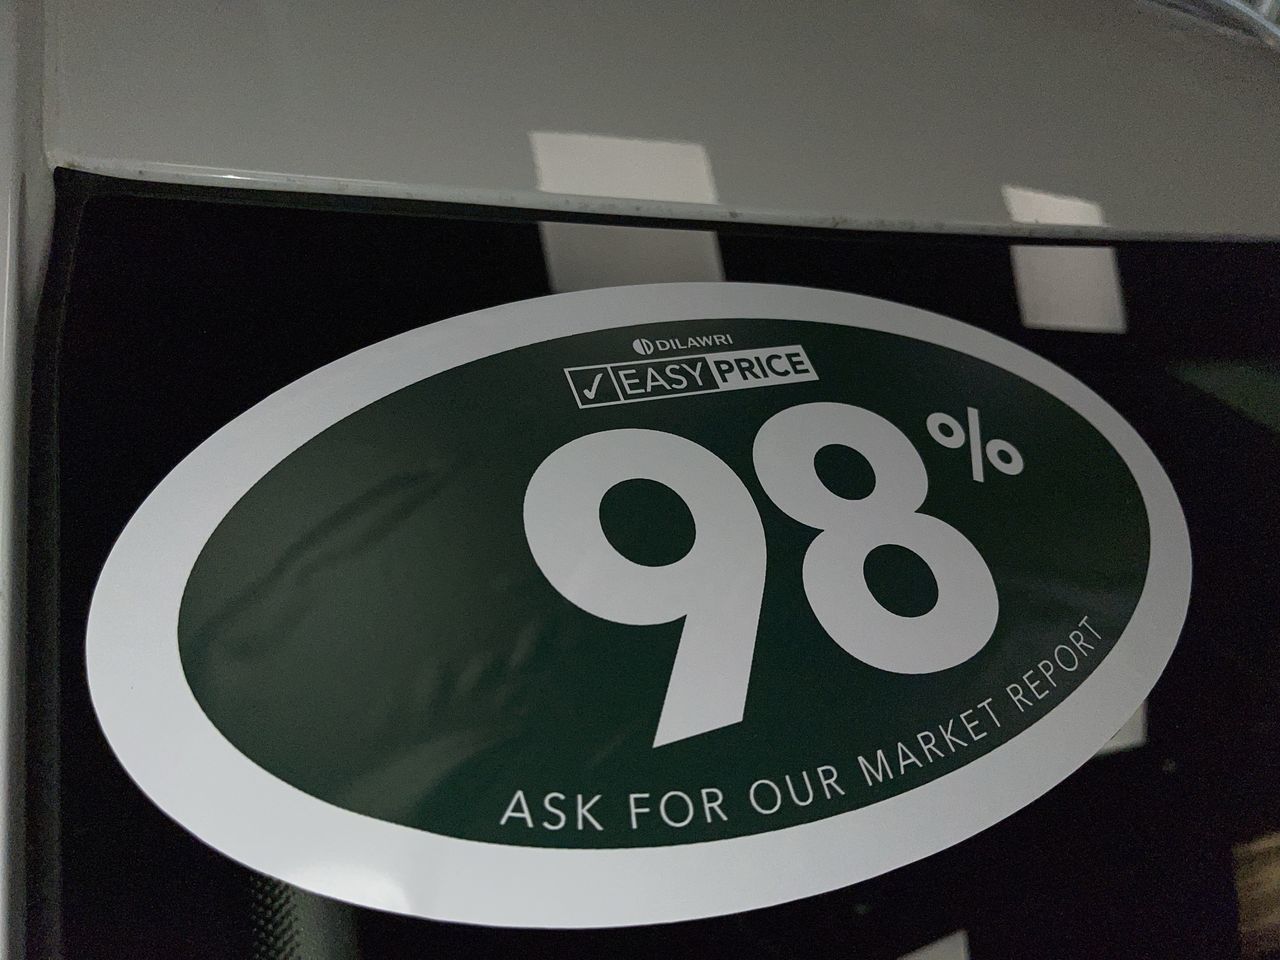 DILAWRI
✓ EASY PRICE
98%
ASK FOR OUR MARKET REPORT